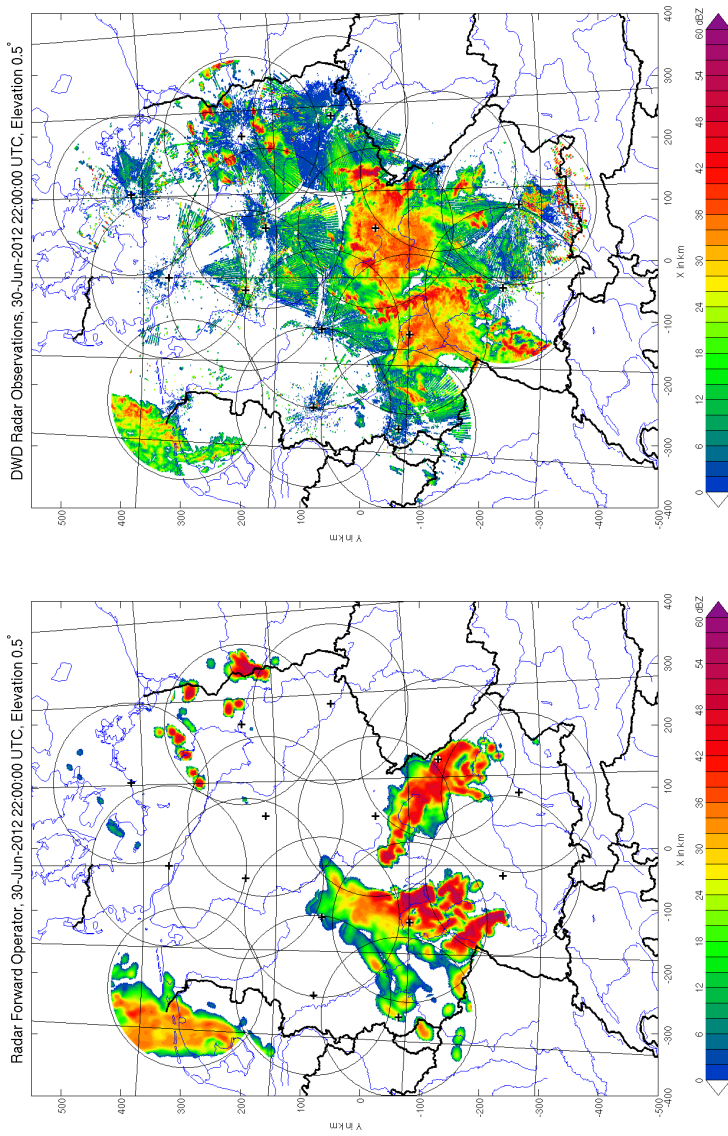 Radar Forward Operator, 30-Jun-2012 22:00:00 UTC, Elevation 0.5°
500
400
300
200
100
0
-100
-200
-300
-400
-500
Y in km
-400 -300 -200 -100 0 100 200 300 400
X in km
0 6 12 18 24 30 36 42 48 54 60 dBZ
DWD Radar Observations, 30-Jun-2012 22:00:00 UTC, Elevation 0.5°
500
400
300
200
100
0
-100
-200
-300
-400
-500
Y in km
-400 -300 -200 -100 0 100 200 300 400
X in km
0 6 12 18 24 30 36 42 48 54 60 dBZ